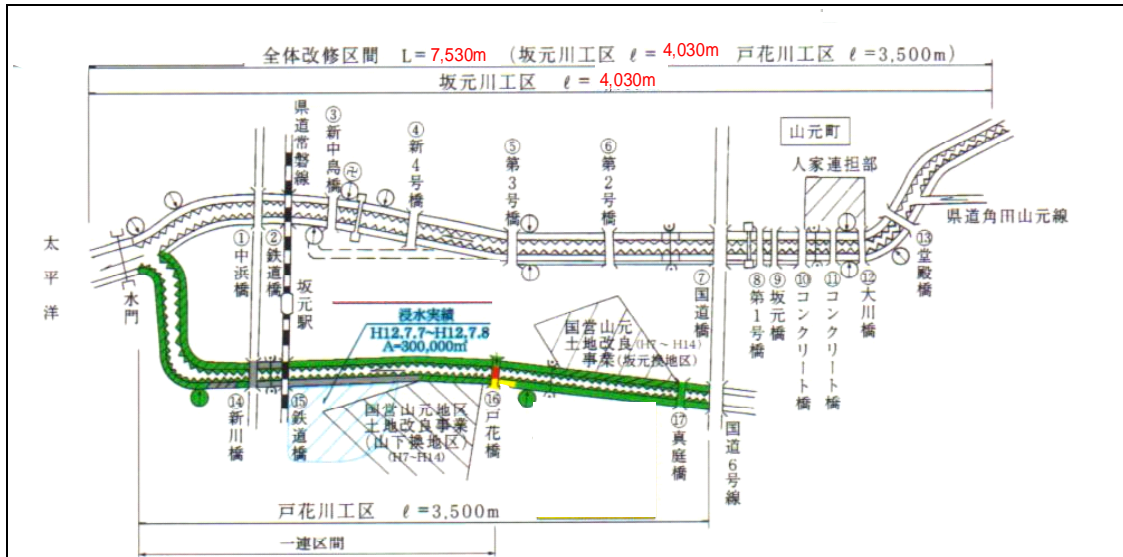 全体改修区間 L=7,530m (坂元川工区 ℓ=4,030m 戸花川工区 ℓ=3,500m)
坂元川工区 ℓ=4,030m
県道常磐線
③新中島橋
卍
④新4号橋
⑤第3号橋
⑥第2号橋
山元町
人家連担部
県道角田山元線
太平洋
水門
①中浜橋
②鉄道橋
坂元駅
⑦国道橋
⑧第1号橋
⑨坂元橋
⑩コンクリート橋
⑪コンクリート橋
⑫大川橋
⑬堂殿橋
浸水実績
H12.7.7~H12.7.8
A=300,000㎡
国営山元
土地改良(H7~H14)
事業(坂元換地区)
⑭新川橋
⑮鉄道橋
国営山元地区
土地改良事業
(山下換地区)
(H7~H14)
⑯戸花橋
⑰真庭橋
国道6号線
戸花川工区 ℓ=3,500m
一連区間